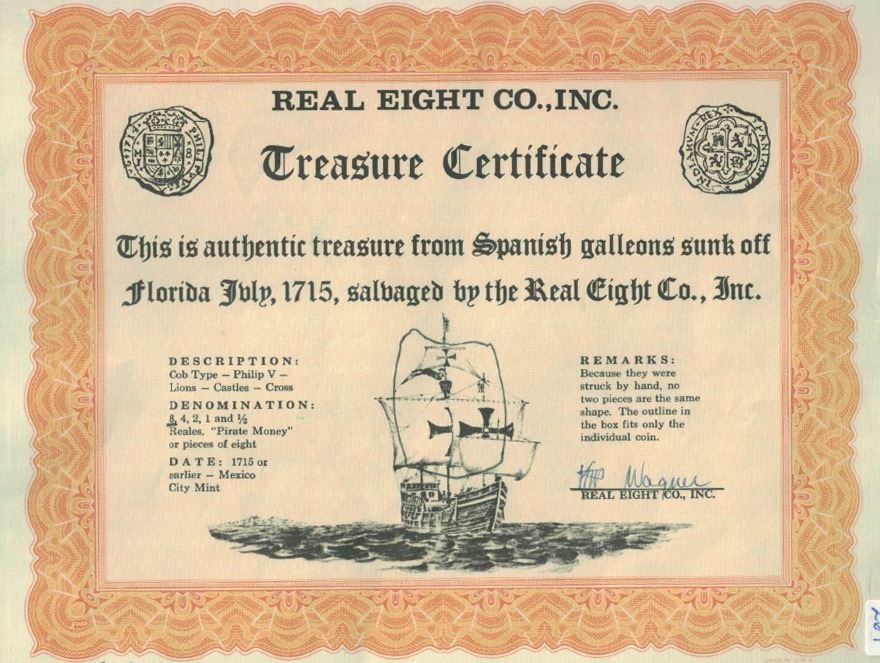 REAL EIGHT CO., INC.
Treasure Certificate
This is authentic treasure from Spanish galleons sunk off
Florida Jvly, 1715, salvaged by the Real Eight Co., Inc.
DESCRIPTION:
Cob Type – Philip V –
Lions – Castles – Cross
DENOMINATION:
8, 4, 2, 1 and ½
Reales. "Pirate Money"
or pieces of eight
DATE: 1715 or
earlier – Mexico
City Mint
REMARKS:
Because they were
struck by hand, no
two pieces are the same
shape. The outline in
the box fits only the
individual coin.
Wagner
REAL EIGHT CO., INC.